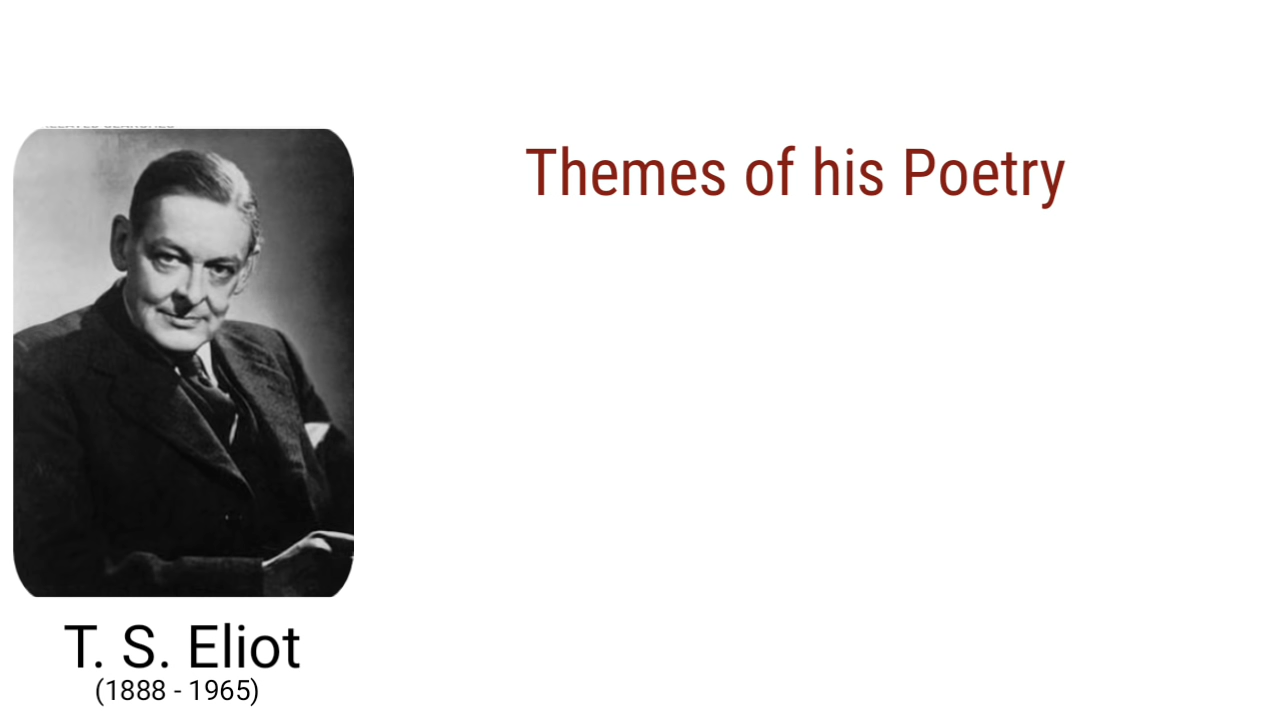 Themes of his Poetry
T. S. Eliot
(1888 - 1965)